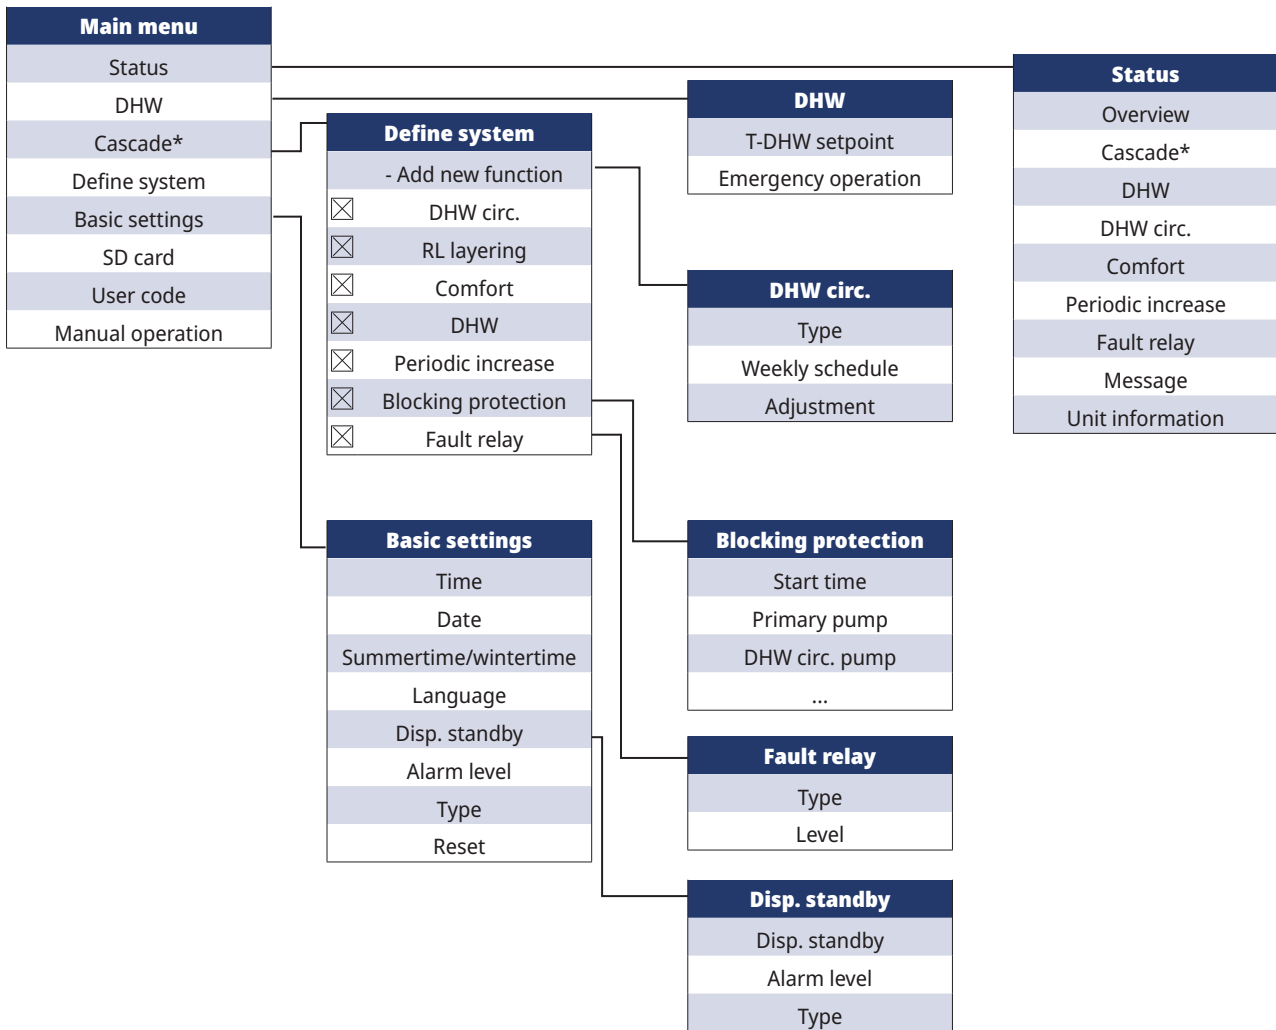 Main menu
Status
DHW
Cascade*
Define system
Basic settings
SD card
User code
Manual operation
Define system
- Add new function
DHW circ.
RL layering
Comfort
DHW
Periodic increase
Blocking protection
Fault relay
Basic settings
Time
Date
Summertime/wintertime
Language
Disp. standby
Alarm level
Type
Reset
DHW
T-DHW setpoint
Emergency operation
DHW circ.
Type
Weekly schedule
Adjustment
Blocking protection
Start time
Primary pump
DHW circ. pump
...
Fault relay
Type
Level
Disp. standby
Disp. standby
Alarm level
Type
Status
Overview
Cascade*
DHW
DHW circ.
Comfort
Periodic increase
Fault relay
Message
Unit information